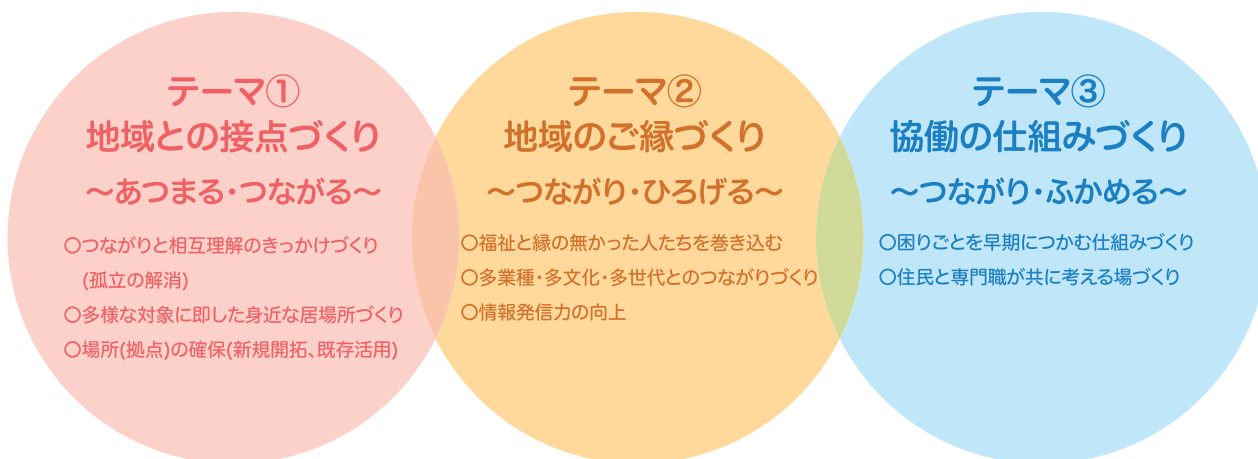 テーマ①
地域との接点づくり
～あつまる・つながる～
〇つながりと相互理解のきっかけづくり
(孤立の解消)
〇多様な対象に即した身近な居場所づくり
〇場所(拠点)の確保(新規開拓、既存活用)
テーマ②
地域のご縁づくり
～つながり・ひろげる～
〇福祉と縁の無かった人たちを巻き込む
〇多業種・多文化・多世代とのつながりづくり
〇情報発信力の向上
テーマ③
協働の仕組みづくり
～つながり・ふかめる～
〇困りごとを早期につかむ仕組みづくり
〇住民と専門職が共に考える場づくり